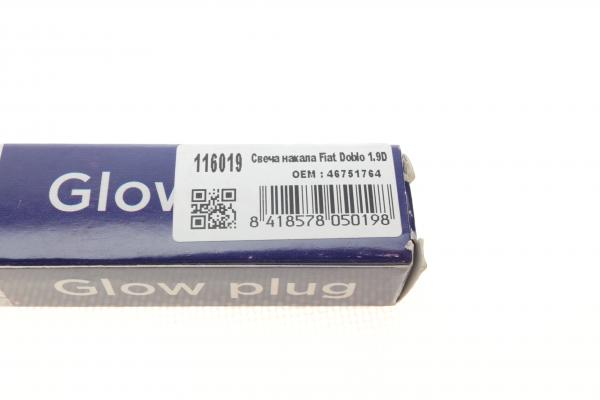 116019 Свеча накала Fiat Doblo 1.9D
OEM : 46751764
Glow
8 418578 050198
Glow plug